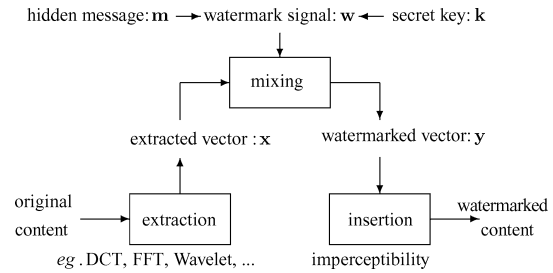 hidden message: m watermark signal: w secret key: k
mixing
extracted vector : x watermarked vector: y
original content
extraction
insertion
watermarked content
eg . DCT, FFT, Wavelet, ...
imperceptibility